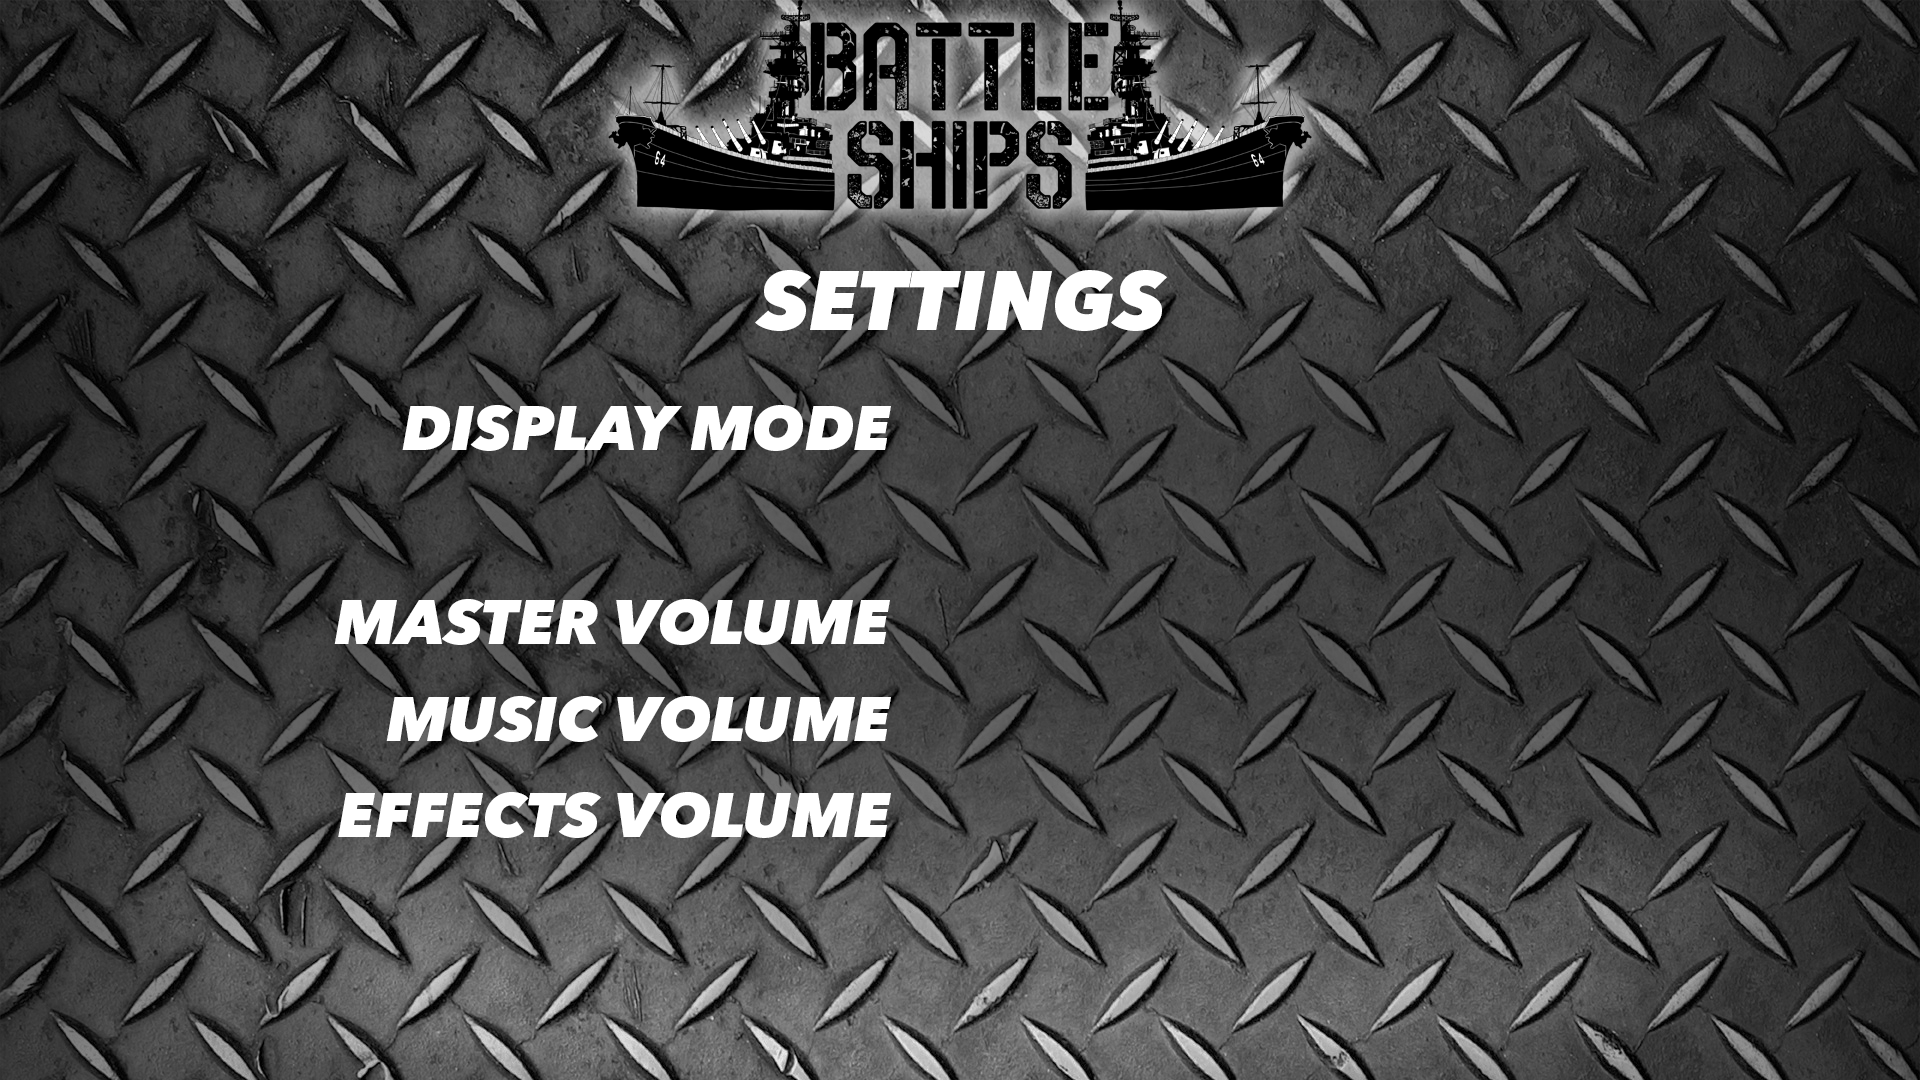 BATTLE
SHIPS
64
64
SETTINGS
DISPLAY MODE
MASTER VOLUME
MUSIC VOLUME
EFFECTS VOLUME